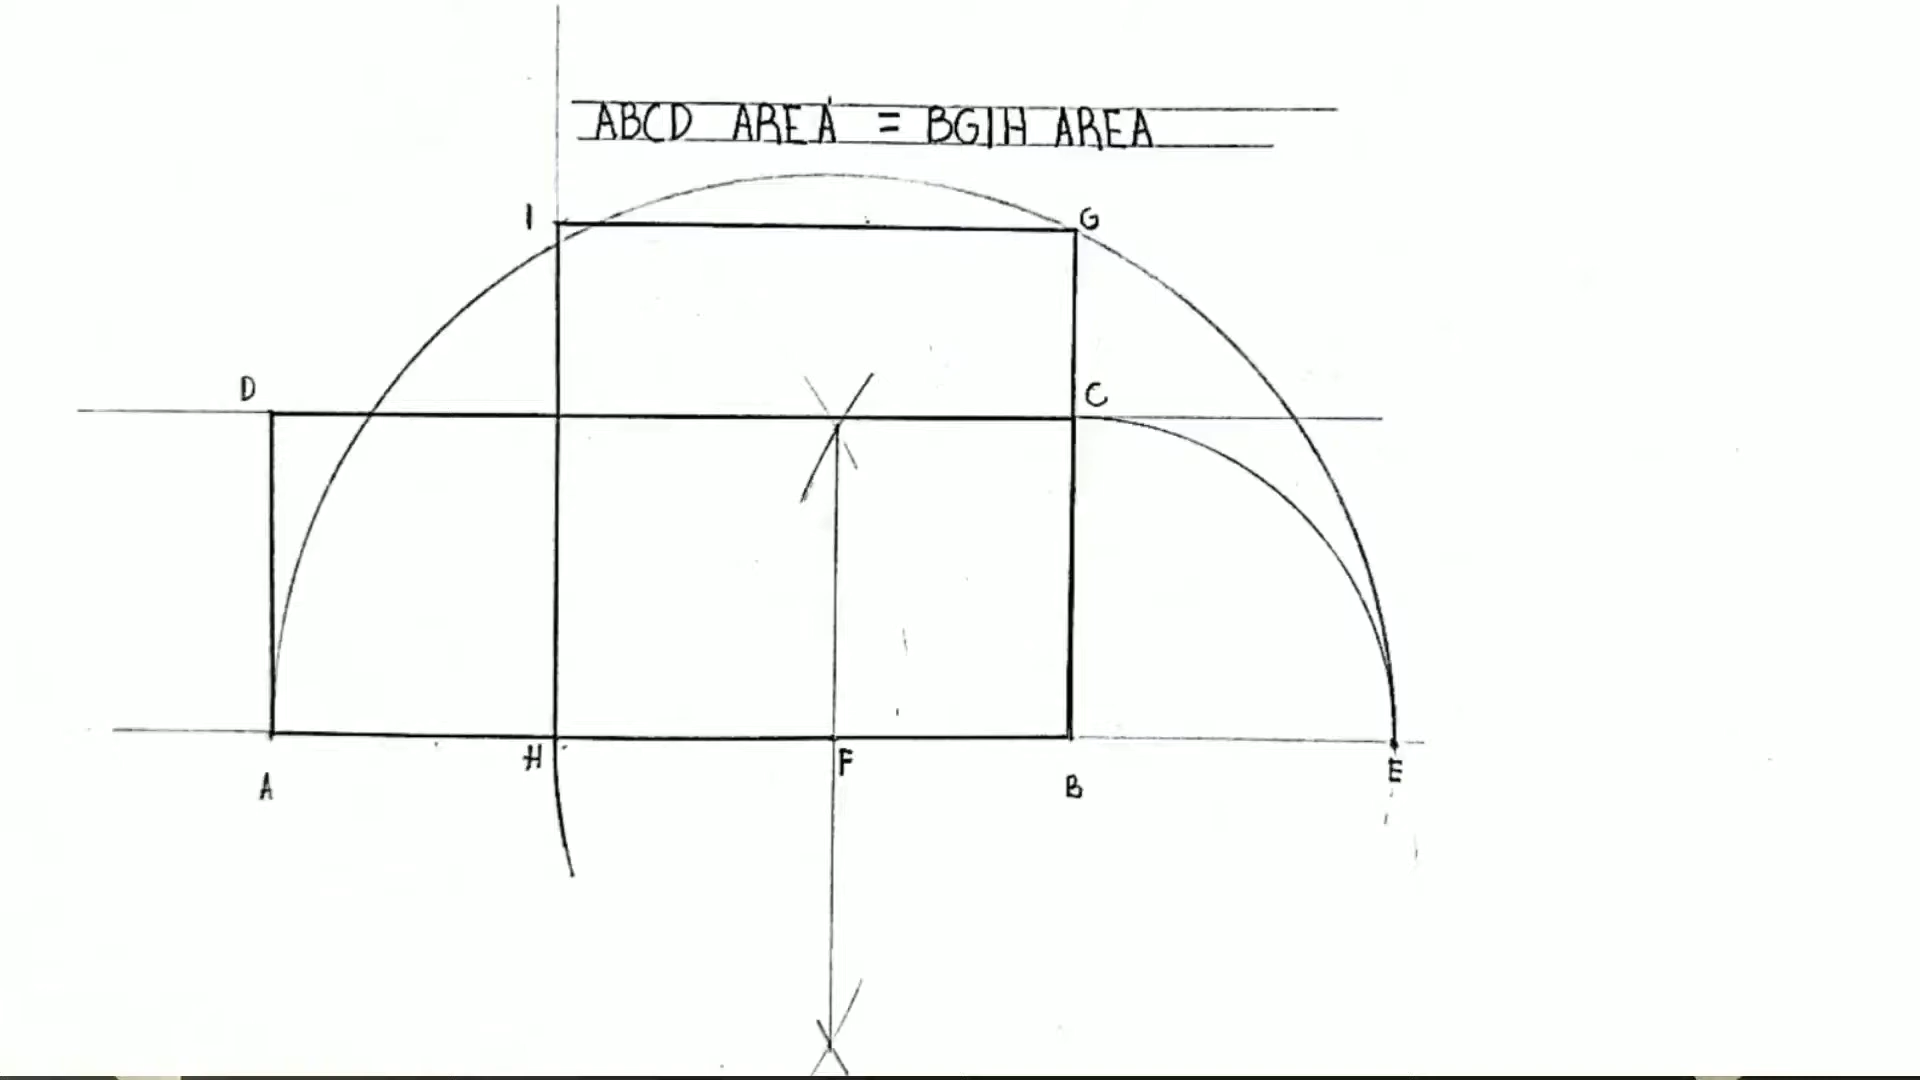 ABCD AREA = BGIH AREA
I G
D C
H F
A B E